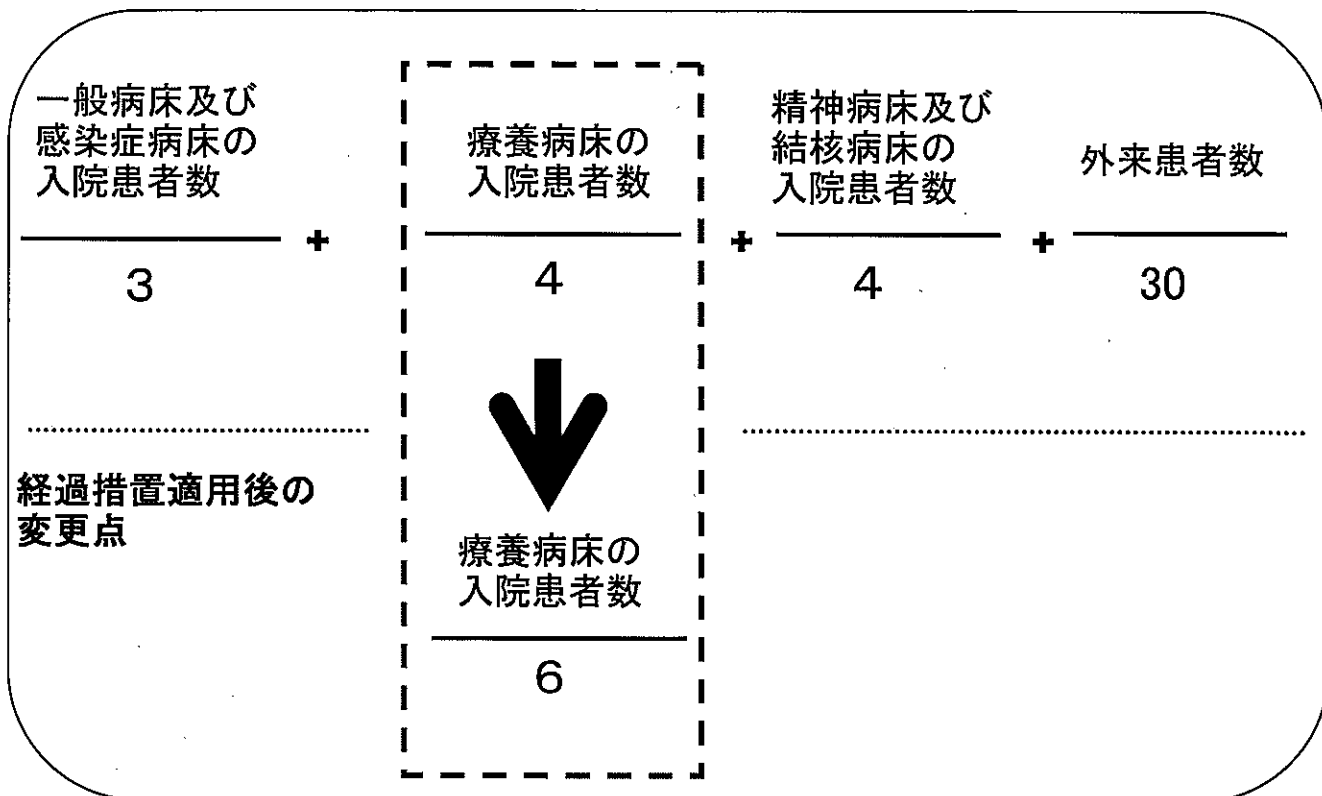 一般病床及び
感染症病床の
入院患者数
3
+
療養病床の
入院患者数
4
+
精神病床及び
結核病床の
入院患者数
4
+
外来患者数
30
経過措置適用後の
変更点
療養病床の
入院患者数
6